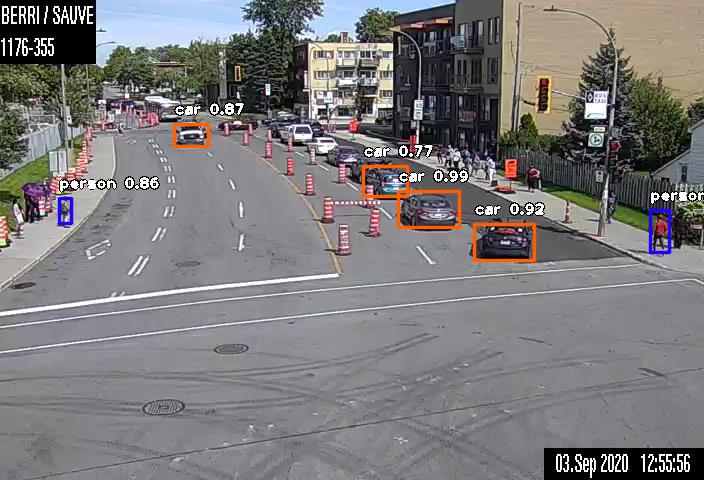 BERRI / SAUVE
1176-355
car 0.87
car 0.77
person 0.86
car 0.99
person
car 0.92
03.Sep 2020 12:55:56